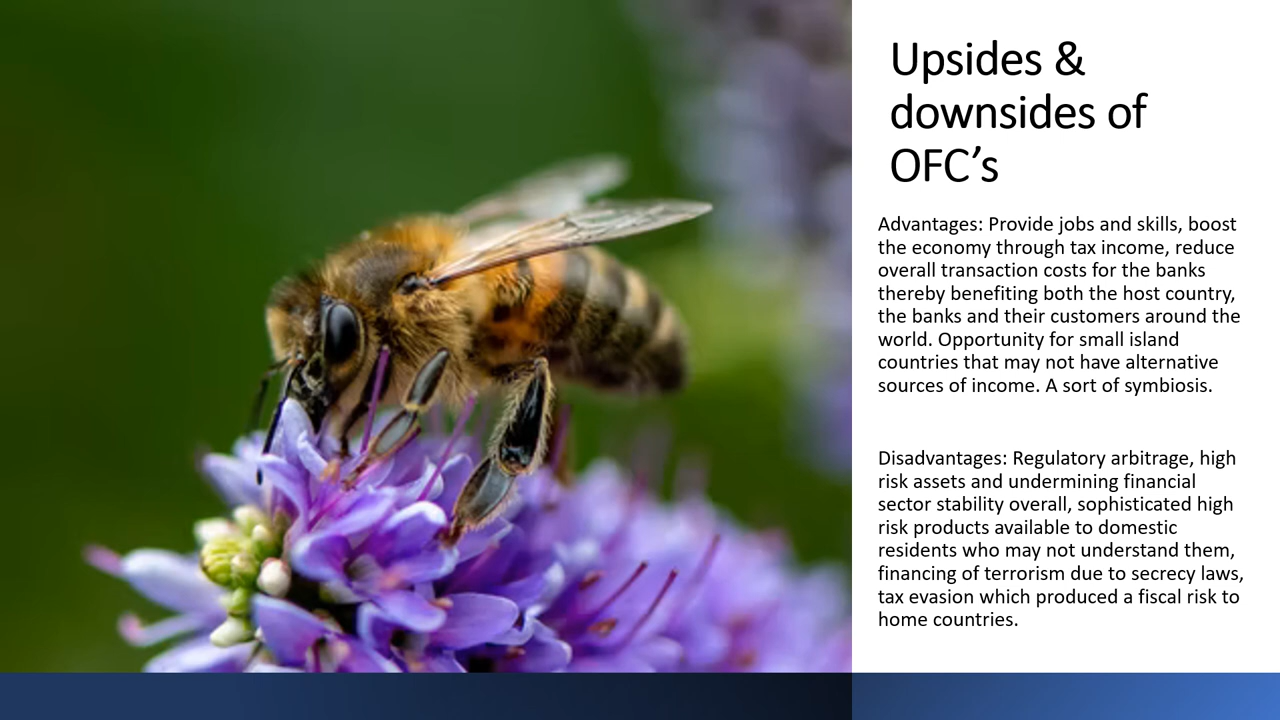 Upsides &
downsides of
OFC’s
Advantages: Provide jobs and skills, boost
the economy through tax income, reduce
overall transaction costs for the banks
thereby benefiting both the host country,
the banks and their customers around the
world. Opportunity for small island
countries that may not have alternative
sources of income. A sort of symbiosis.
Disadvantages: Regulatory arbitrage, high
risk assets and undermining financial
sector stability overall, sophisticated high
risk products available to domestic
residents who may not understand them,
financing of terrorism due to secrecy laws,
tax evasion which produced a fiscal risk to
home countries.